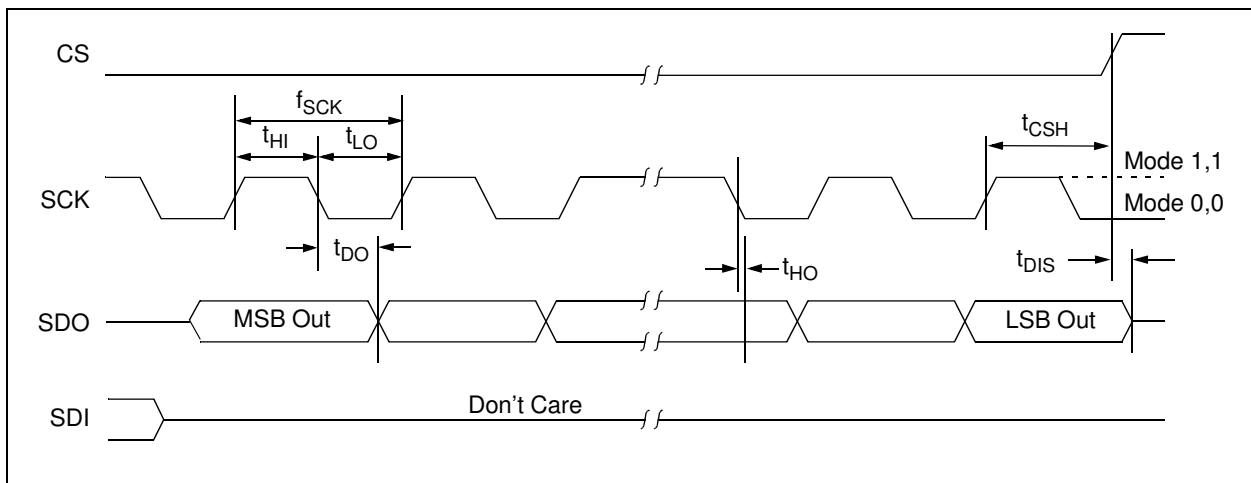 CS
fSCK
tHI
tLO
tCSH
Mode 1,1
SCK
Mode 0,0
tDO
tHO
tDIS
SDO
MSB Out
LSB Out
SDI
Don't Care